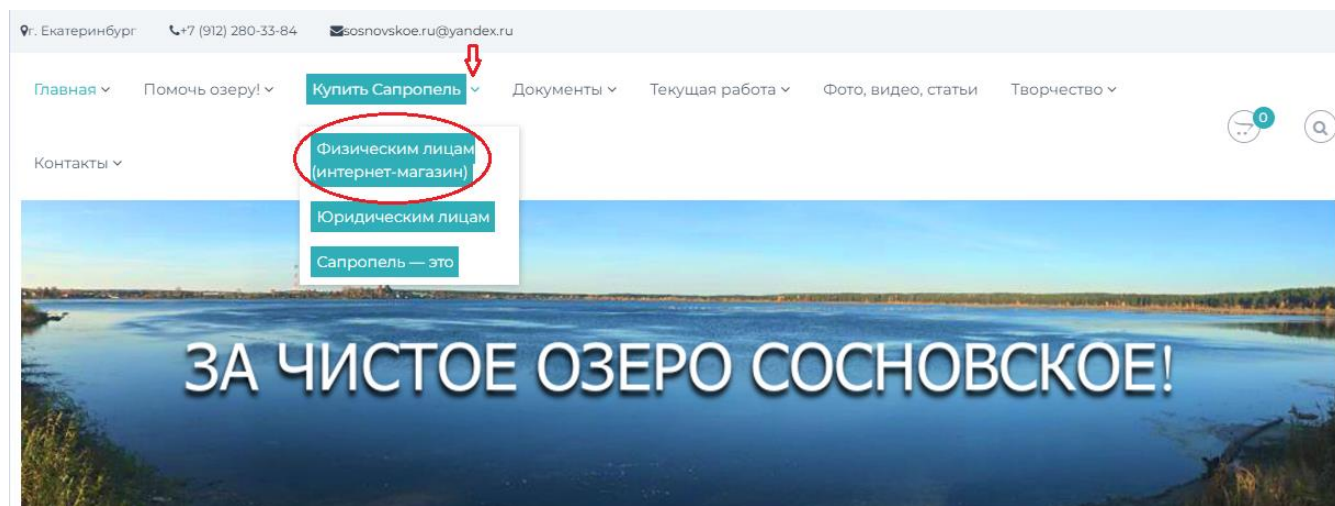 г. Екатеринбург +7 (912) 280-33-84 sosnovskoe.ru@yandex.ru
Главная Помочь озеру! Купить Сапропель Документы Текущая работа Фото, видео, статьи Творчество
0
Физическим лицам
(интернет-магазин)
Контакты
Юридическим лицам
Сапропель — это
ЗА ЧИСТОЕ ОЗЕРО СОСНОВСКОЕ!